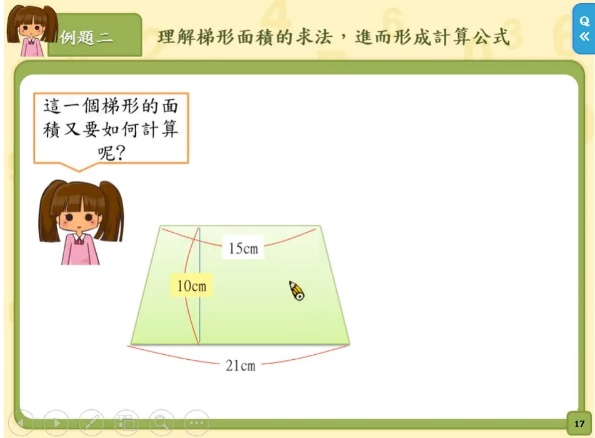 例題二
理解梯形面積的求法，進而形成計算公式
Q
這一個梯形的面
積又要如何計算
呢?
15cm
10cm
21cm
17